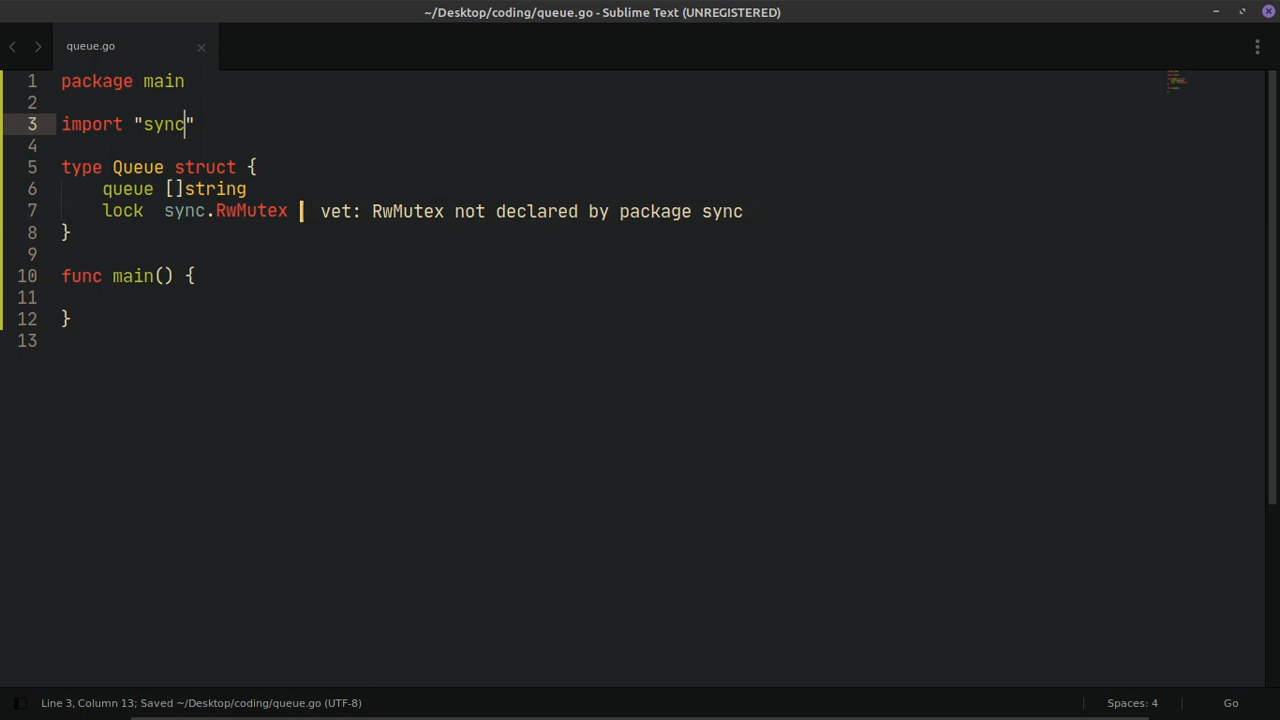 ~/Desktop/coding/queue.go - Sublime Text (UNREGISTERED)
queue.go
1 package main
2
3 import "sync"
4
5 type Queue struct {
6 queue []string
7 lock  sync.RwMutex vet: RwMutex not declared by package sync
8 }
9
10 func main() {
11
12 }
13
Line 3, Column 13; Saved ~/Desktop/coding/queue.go (UTF-8) Spaces: 4 Go